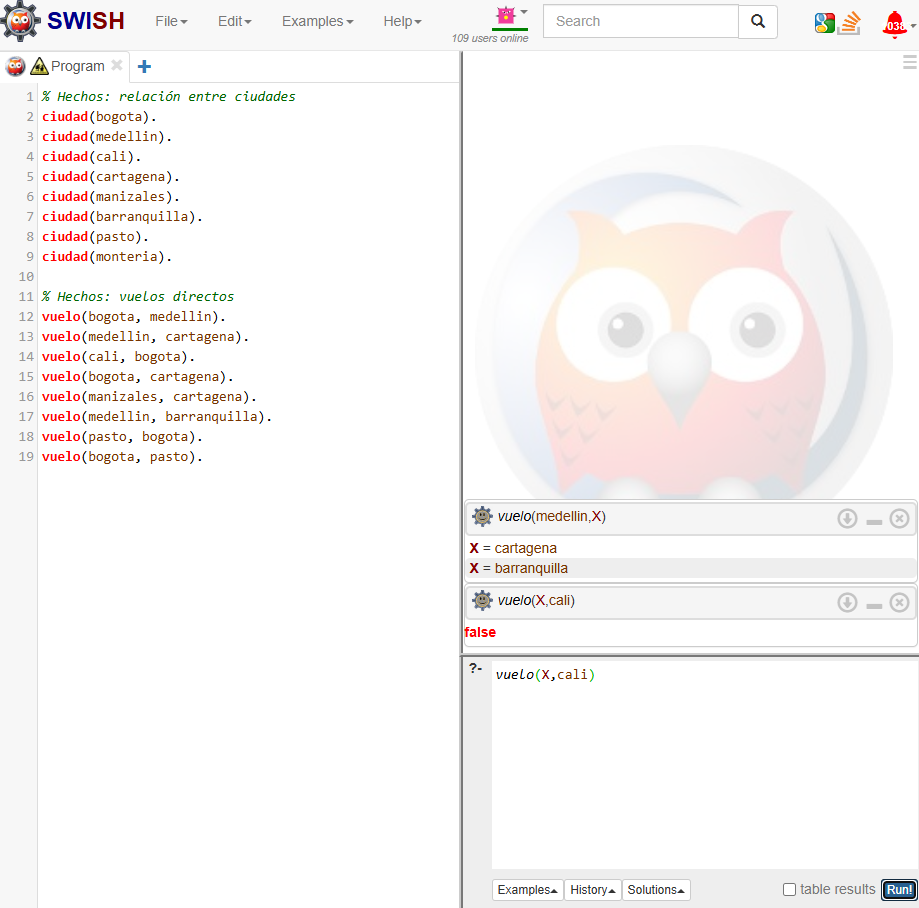 SWISH File Edit Examples Help 109 users online Search
Program
1 % Hechos: relación entre ciudades
2 ciudad(bogota).
3 ciudad(medellin).
4 ciudad(cali).
5 ciudad(cartagena).
6 ciudad(manizales).
7 ciudad(barranquilla).
8 ciudad(pasto).
9 ciudad(monteria).
10
11 % Hechos: vuelos directos
12 vuelo(bogota, medellin).
13 vuelo(medellin, cartagena).
14 vuelo(cali, bogota).
15 vuelo(bogota, cartagena).
16 vuelo(manizales, cartagena).
17 vuelo(medellin, barranquilla).
18 vuelo(pasto, bogota).
19 vuelo(bogota, pasto).
vuelo(medellin,X)
X = cartagena
X = barranquilla
vuelo(X,cali)
false
?- vuelo(X,cali)
Examples History Solutions table results Run!